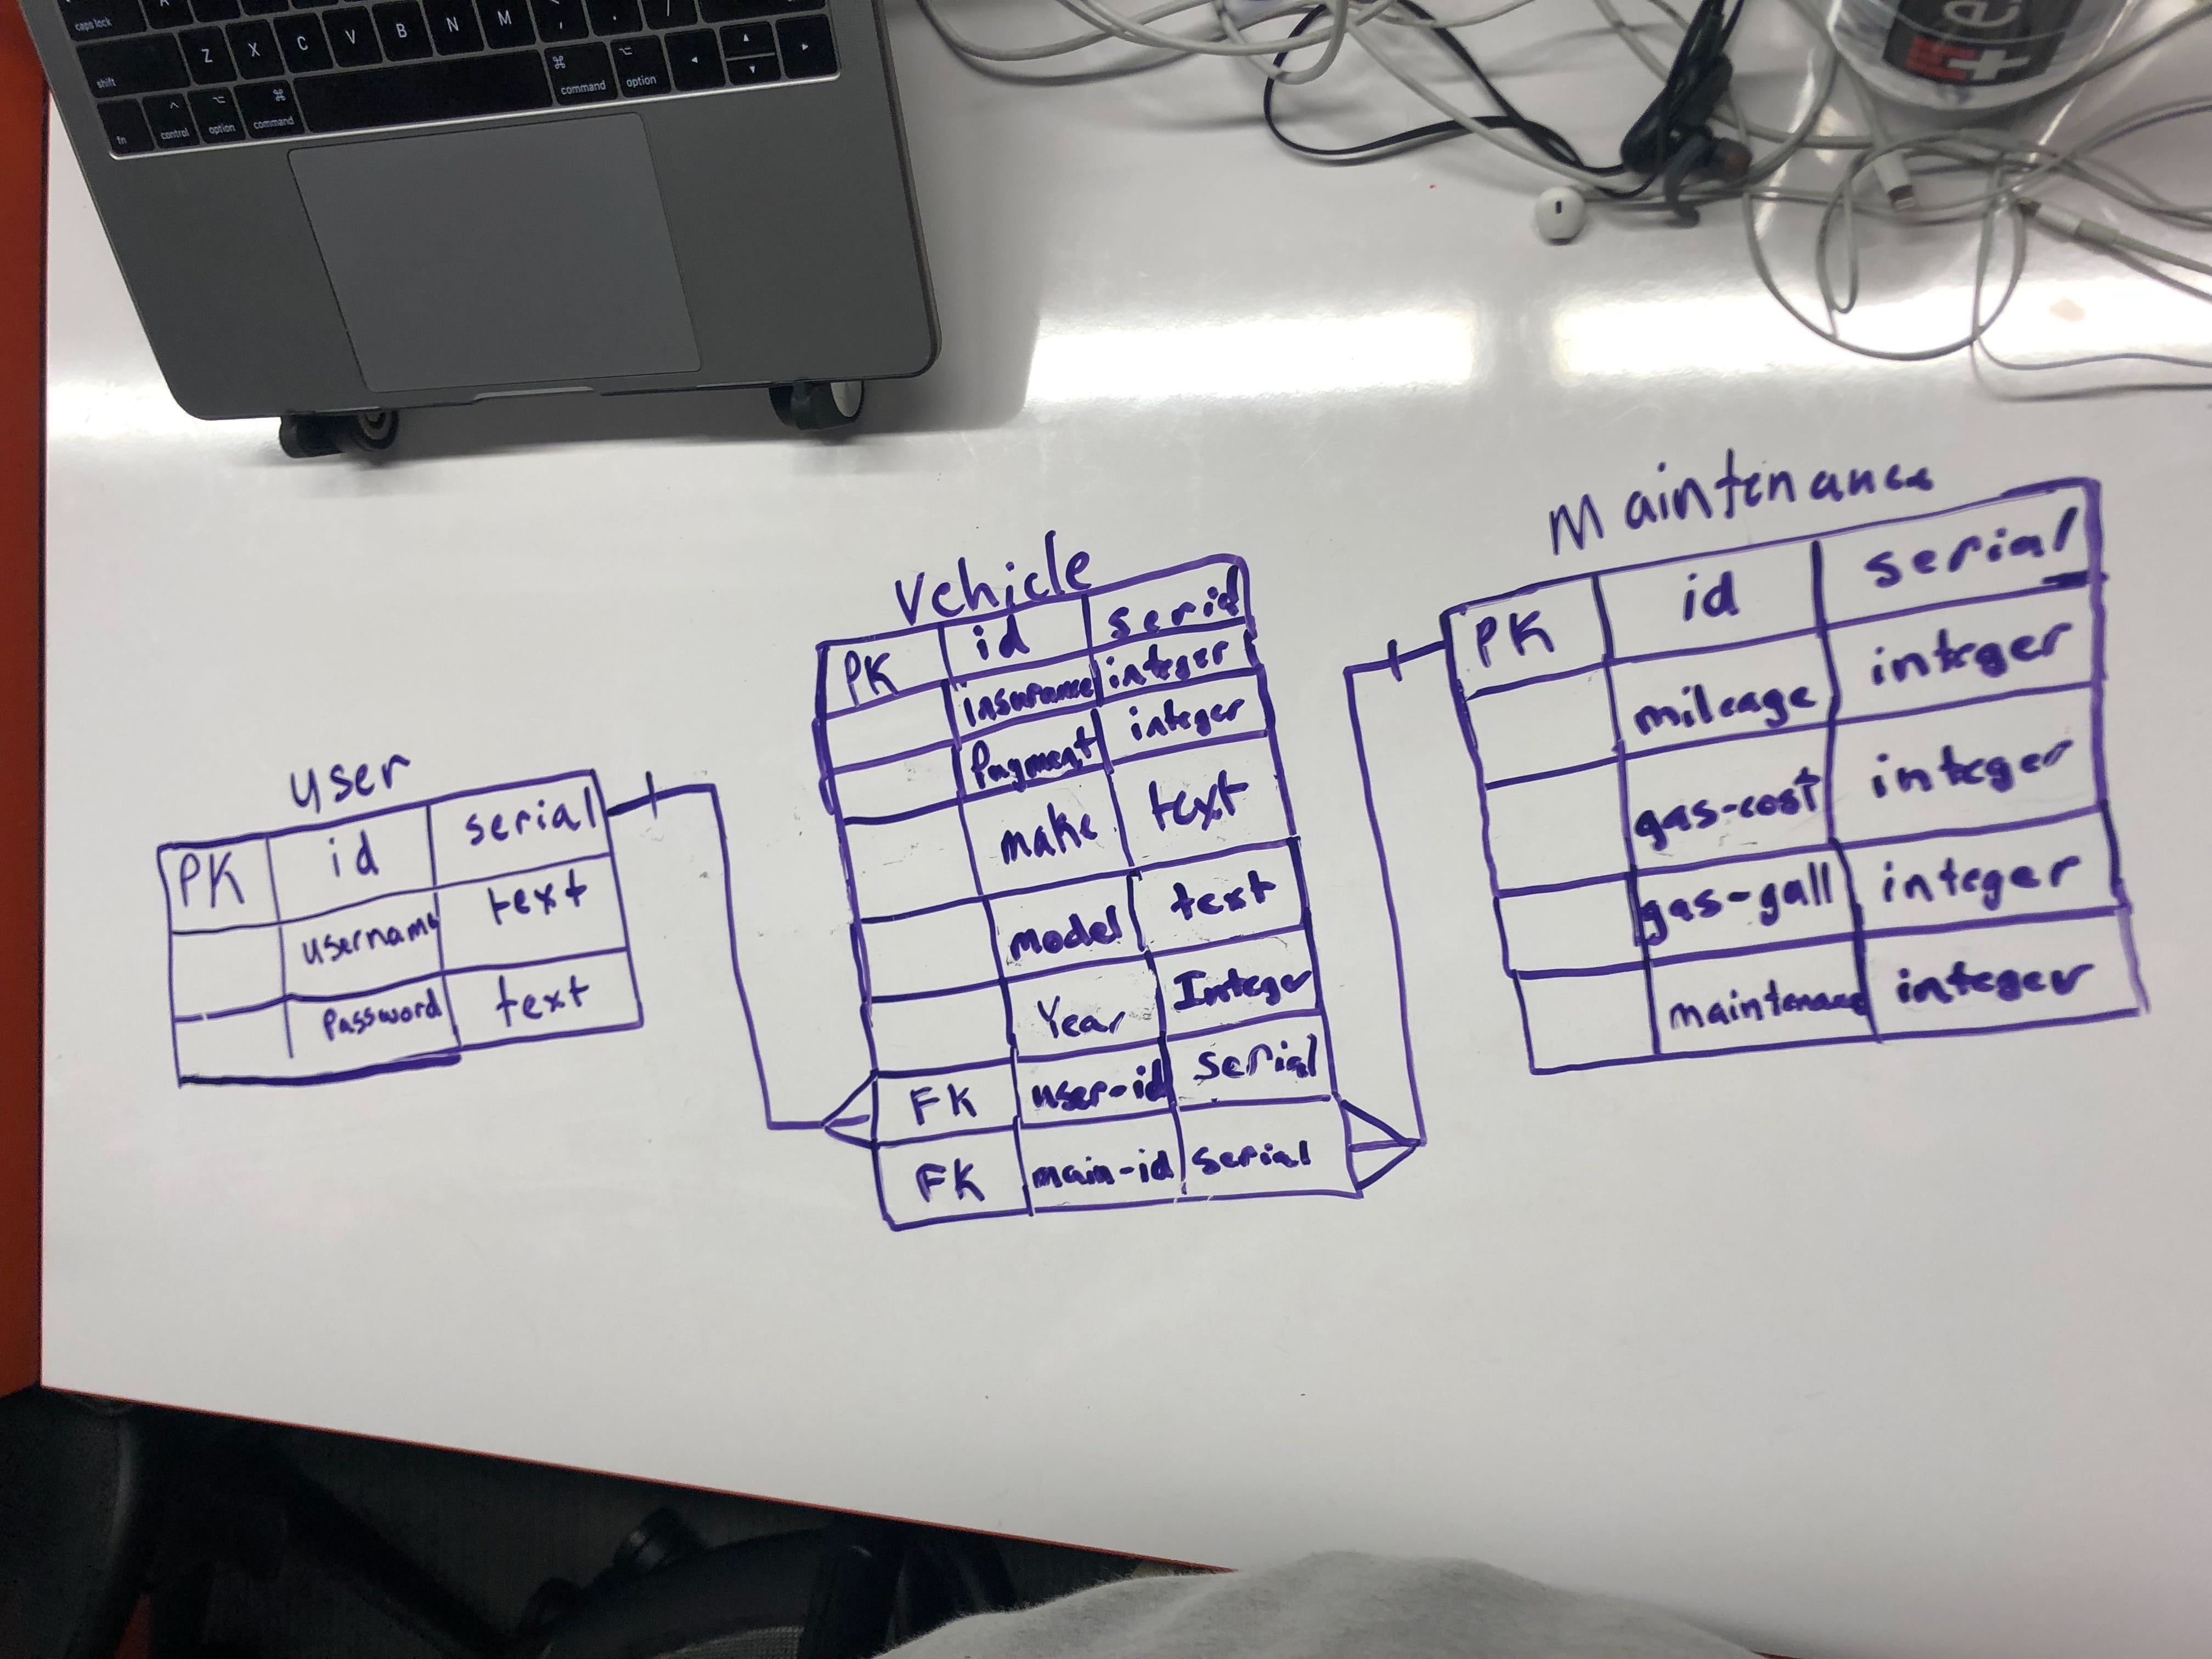 caps lock
shift
Z X C V B N M
fn control option command command option
e.
User
PK id serial
username text
Password text
Vehicle
PK id serial
insurance integer
Payment integer
make text
model text
Year Integer
FK user-id serial
FK main-id serial
Maintenance
PK id serial
mileage integer
gas-cost integer
gas-gall integer
maintenance integer